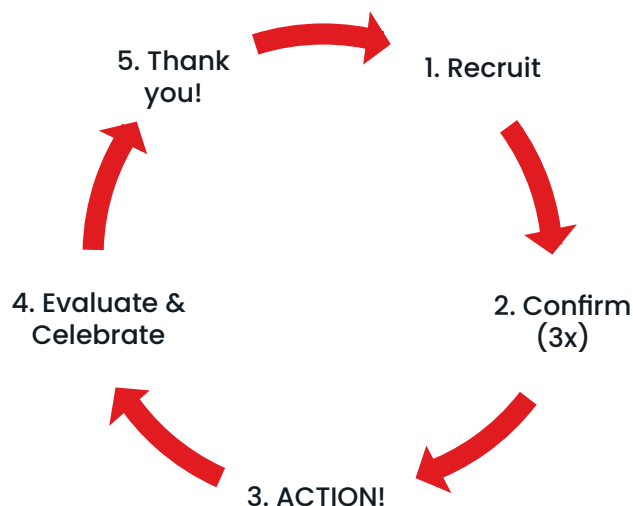 1. Recruit
2. Confirm
(3x)
3. ACTION!
4. Evaluate &
Celebrate
5. Thank
you!